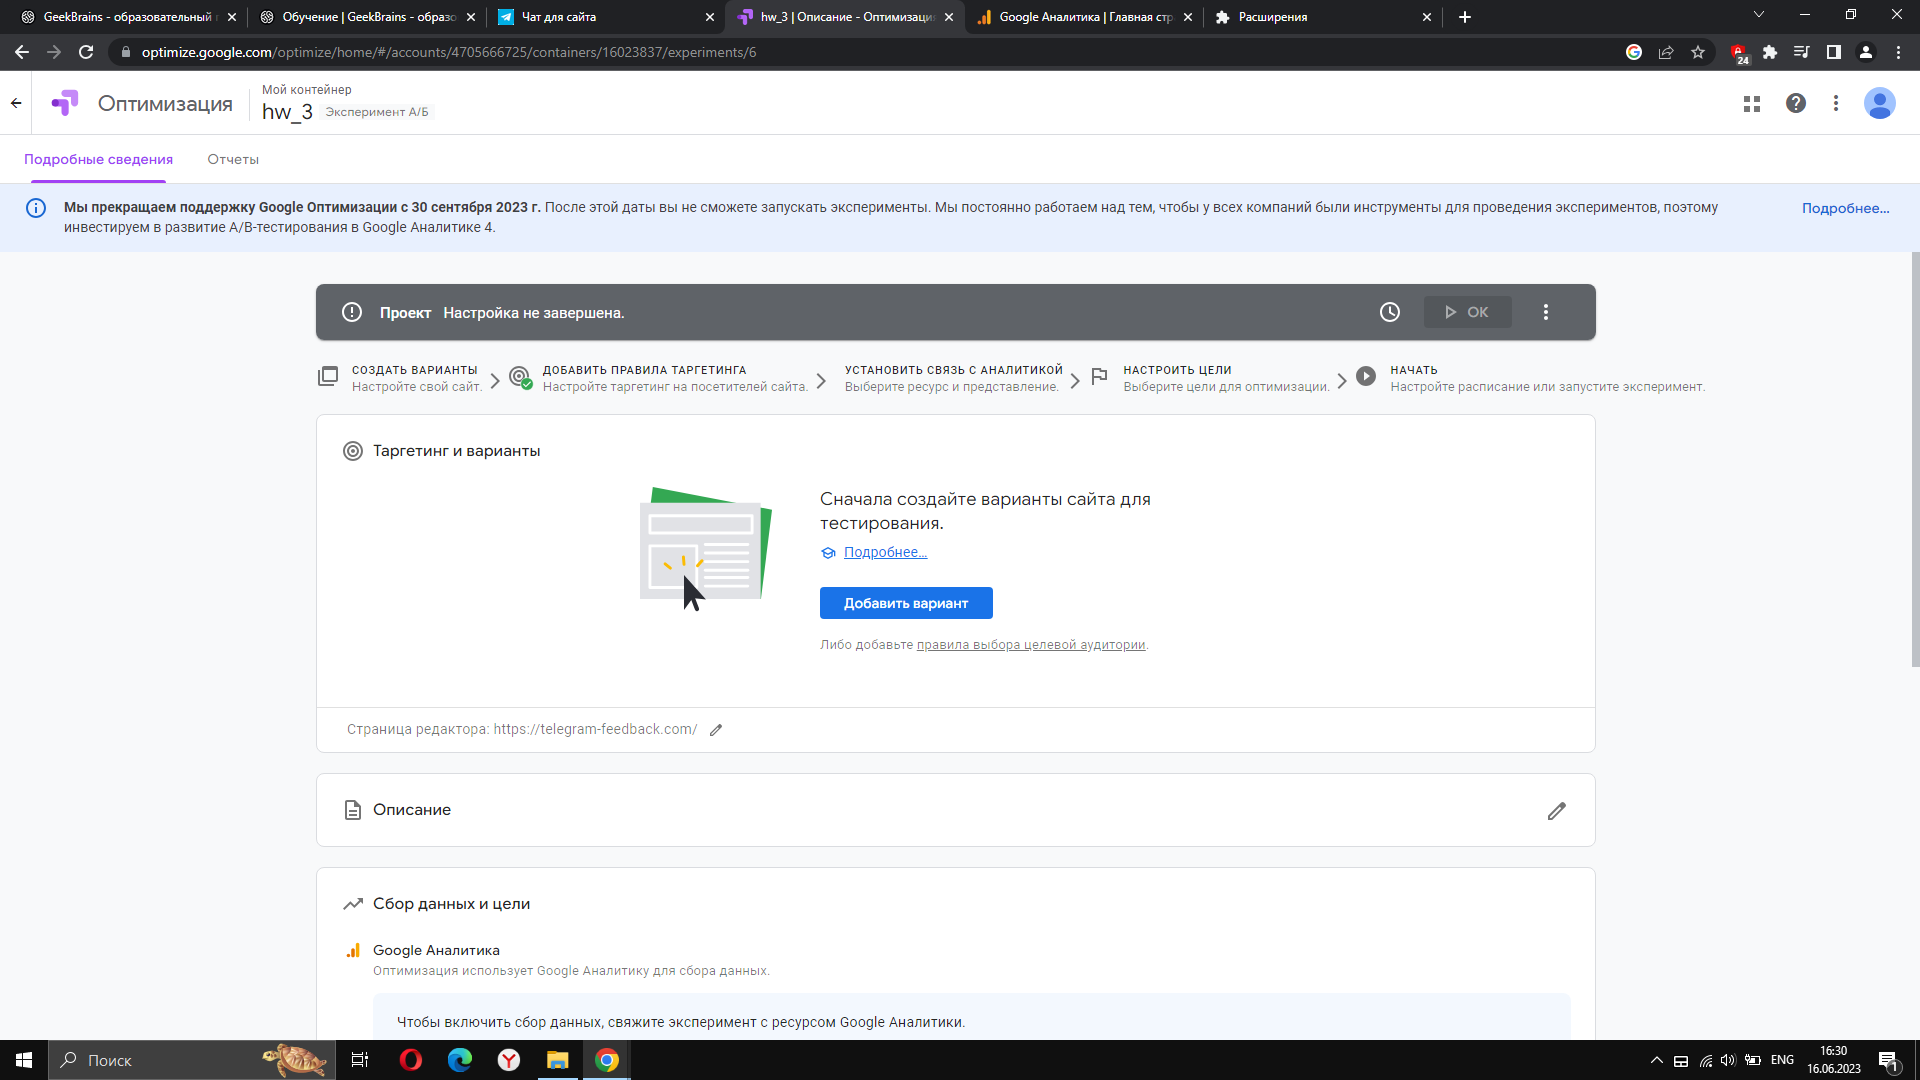 GeekBrains - образовательный п
Обучение | GeekBrains - образо
Чат для сайта
hw_3 | Описание - Оптимизаци
Google Аналитика | Главная стр
Расширения
optimize.google.com/optimize/home/#/accounts/4705666725/containers/16023837/experiments/6
24
Оптимизация
Мой контейнер
hw_3 Эксперимент А/Б
Подробные сведения
Отчеты
Мы прекращаем поддержку Google Оптимизации с 30 сентября 2023 г. После этой даты вы не сможете запускать эксперименты. Мы постоянно работаем над тем, чтобы у всех компаний были инструменты для проведения экспериментов, поэтому
инвестируем в развитие A/B-тестирования в Google Аналитике 4.
Подробнее...
Проект Настройка не завершена.
ОК
СОЗДАТЬ ВАРИАНТЫ
Настройте свой сайт.
ДОБАВИТЬ ПРАВИЛА ТАРГЕТИНГА
Настройте таргетинг на посетителей сайта.
УСТАНОВИТЬ СВЯЗЬ С АНАЛИТИКОЙ
Выберите ресурс и представление.
НАСТРОИТЬ ЦЕЛИ
Выберите цели для оптимизации.
НАЧАТЬ
Настройте расписание или запустите эксперимент.
Таргетинг и варианты
Сначала создайте варианты сайта для
тестирования.
Подробнее...
Добавить вариант
Либо добавьте правила выбора целевой аудитории.
Страница редактора: https://telegram-feedback.com/
Описание
Сбор данных и цели
Google Аналитика
Оптимизация использует Google Аналитику для сбора данных.
Чтобы включить сбор данных, свяжите эксперимент с ресурсом Google Аналитики.
Поиск
ENG
16:30
16.06.2023
1